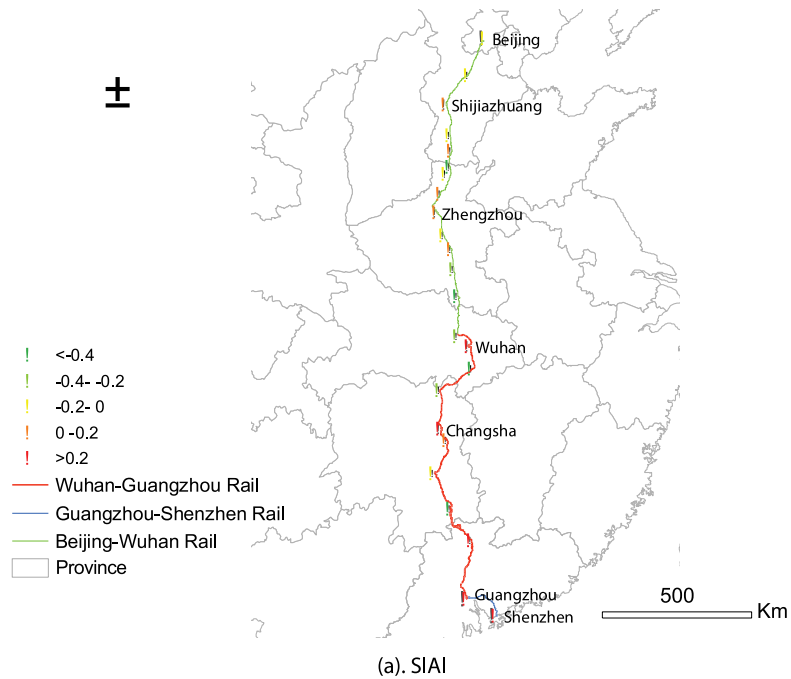 Beijing
±
Shijiazhuang
Zhengzhou
Wuhan
Changsha
Guangzhou
Shenzhen
! <-0.4
! -0.4- -0.2
! -0.2- 0
! 0 -0.2
! >0.2
Wuhan-Guangzhou Rail
Guangzhou-Shenzhen Rail
Beijing-Wuhan Rail
Province
500
Km
(a). SIAI